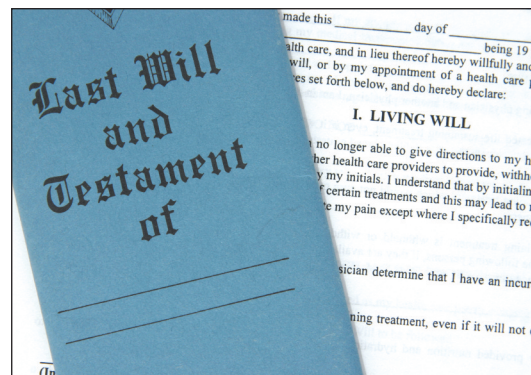 Last Will
and
Testament
of
made this ____________ day of ____________
being 19
alth care, and in lieu thereof hereby willfully and
will, or by my appointment of a health care
es set forth below, and do hereby declare:
I. LIVING WILL
no longer able to give directions to my
her health care providers to provide, withh
y my initials. I understand that by initialin
f certain treatments and this may lead to
e my pain except where I specifically re
sician determine that I have an incur
ning treatment, even if it will not
(In